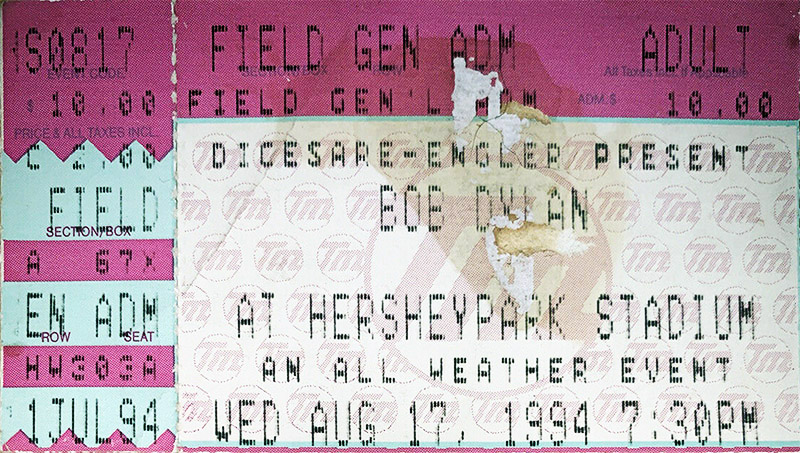 HS0817
EVENT CODE
$ 10.00
PRICE & ALL TAXES INCL.
C 2.00
FIELD
SECTION/BOX
A 67X
EN ADM
ROW SEAT
HW303A
1JUL94
FIELD GEN ADM ADULT
SECTION/BOX
All Taxes Incl. If Applicable
FIELD GEN'L ADM ADM.$ 10.00
DICESARE-ENGLER PRESENT
BOB DYLAN
AT HERSHEYPARK STADIUM
AN ALL WEATHER EVENT
WED AUG 17, 1994 7:30PM